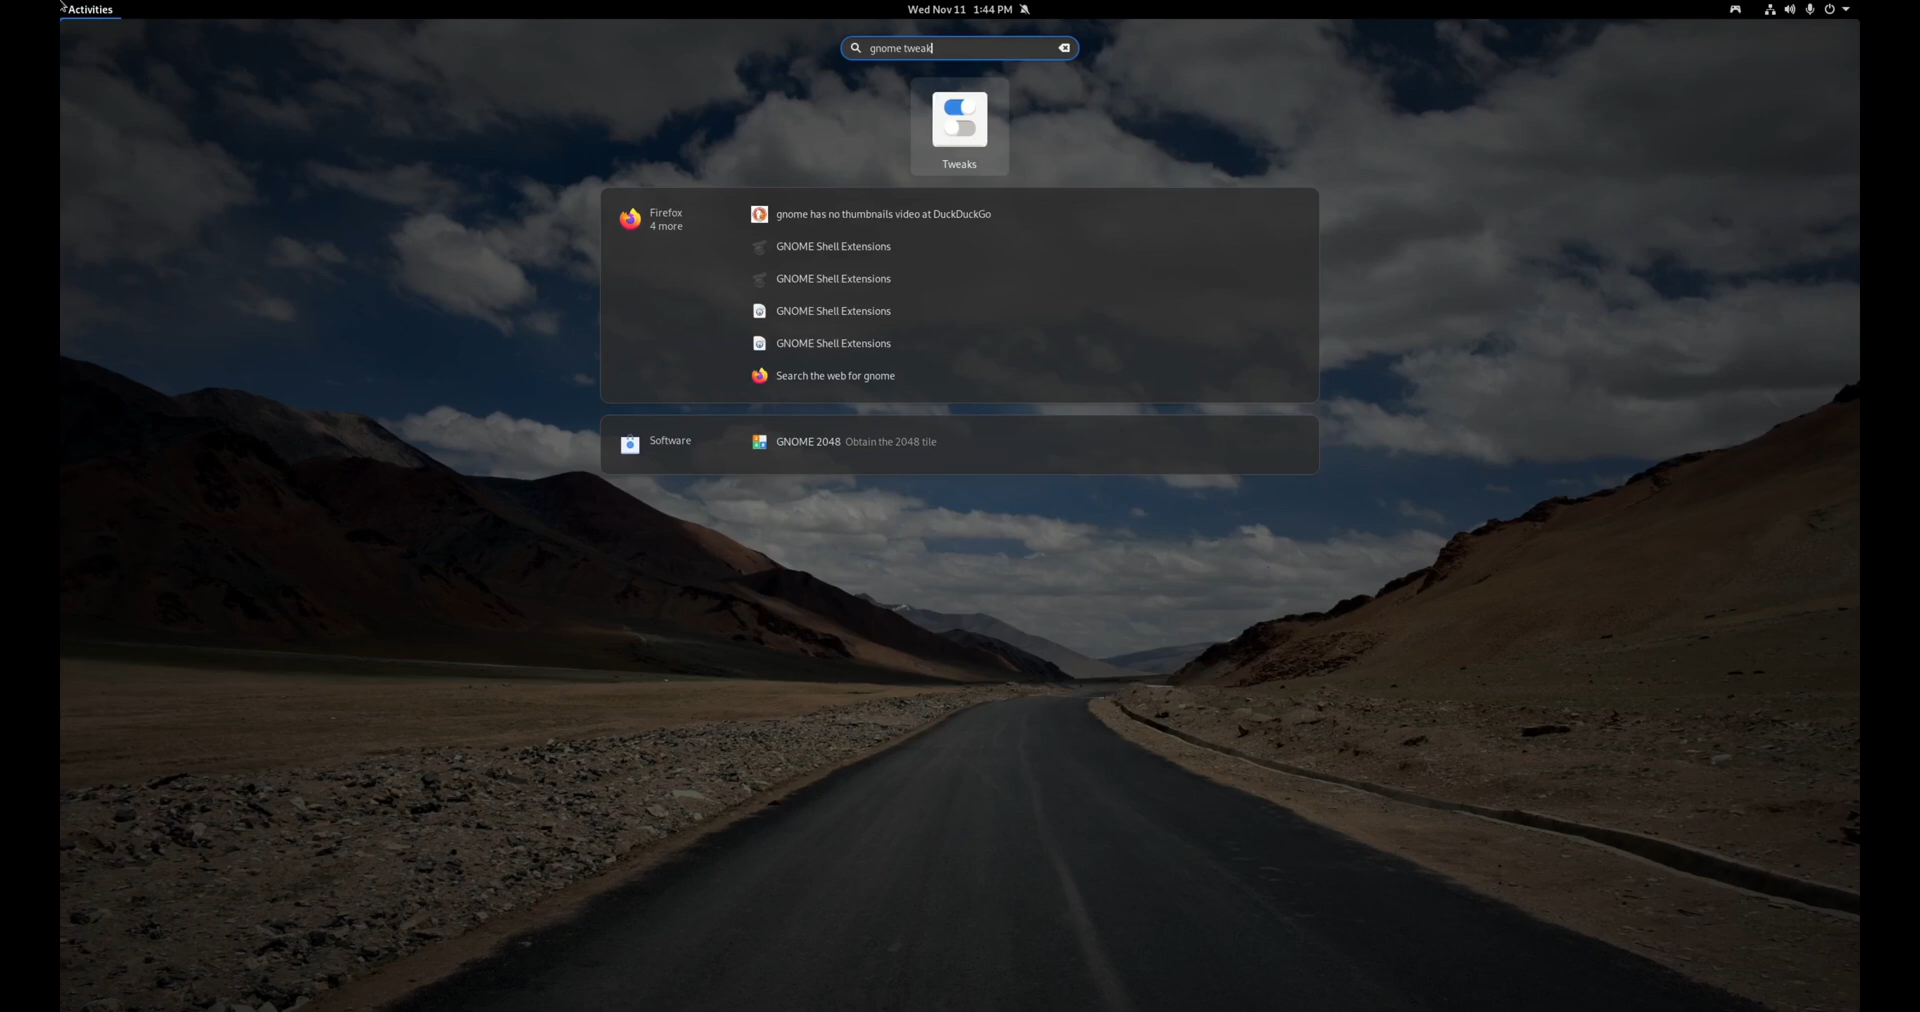 Activities
Wed Nov 11 1:44 PM
gnome tweak
Tweaks
Firefox
4 more
gnome has no thumbnails video at DuckDuckGo
GNOME Shell Extensions
GNOME Shell Extensions
GNOME Shell Extensions
GNOME Shell Extensions
Search the web for gnome
Software
GNOME 2048 Obtain the 2048 tile